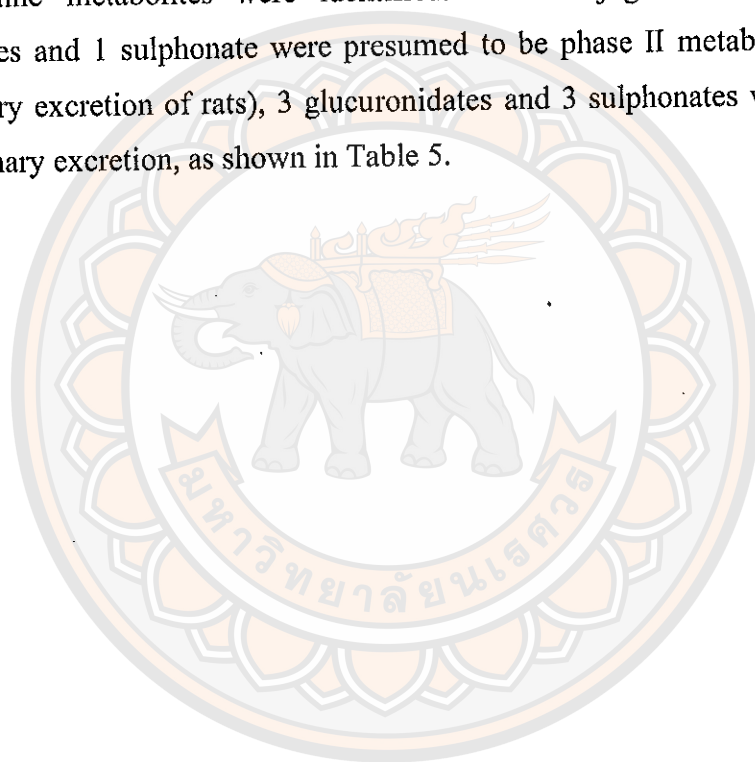 metabolites were
es and 1 sulphonate were presumed to be phase II metab
ry excretion of rats), 3 glucuronidates and 3 sulphonates
nary excretion, as shown in Table 5.
มหาวิทยาลัยนเรศวร